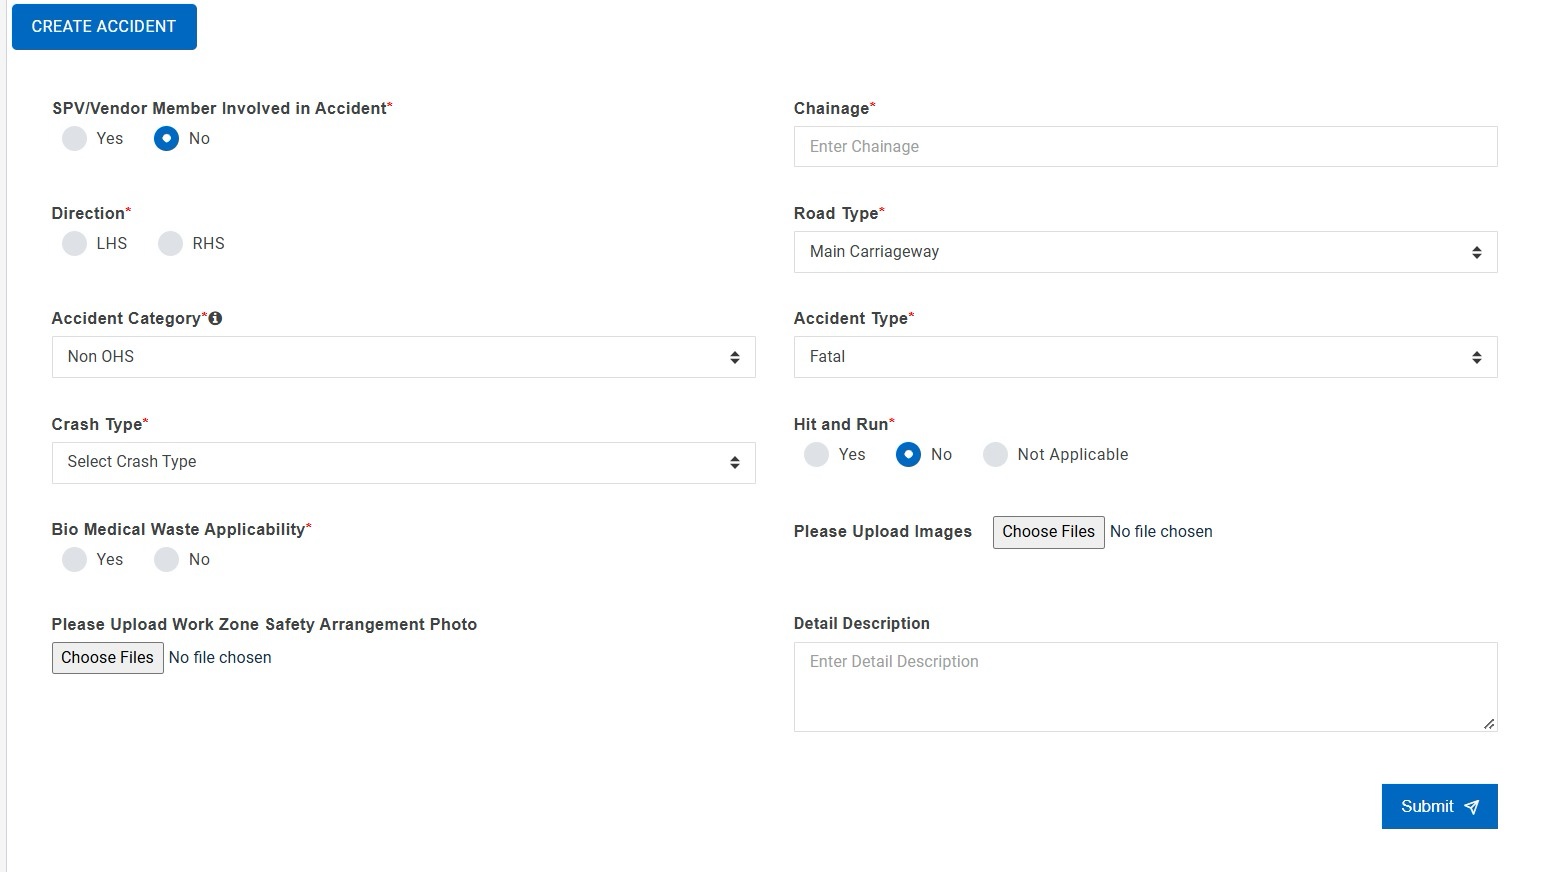 CREATE ACCIDENT
SPV/Vendor Member Involved in Accident*
Yes No
Chainage*
Enter Chainage
Direction*
LHS RHS
Road Type*
Main Carriageway
Accident Category*
Non OHS
Accident Type*
Fatal
Crash Type*
Select Crash Type
Hit and Run*
Yes No Not Applicable
Bio Medical Waste Applicability*
Yes No
Please Upload Images Choose Files No file chosen
Please Upload Work Zone Safety Arrangement Photo
Choose Files No file chosen
Detail Description
Enter Detail Description
Submit